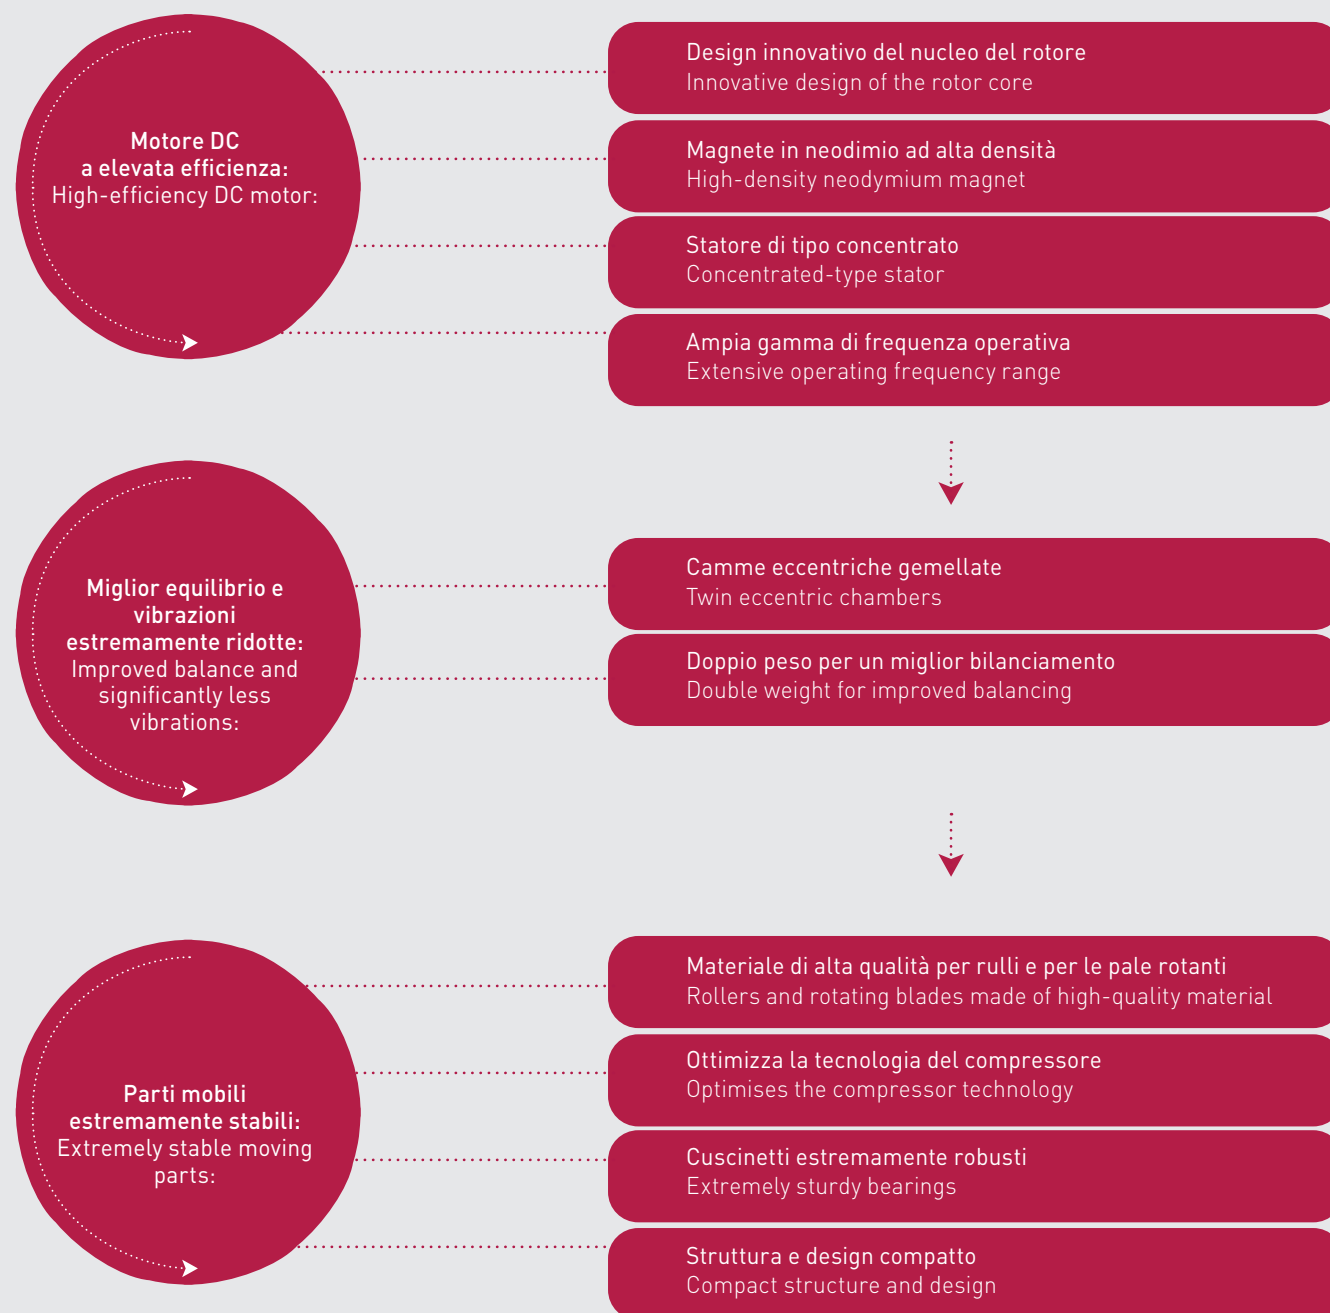 Motore DC
a elevata efficienza:
High-efficiency DC motor:
Design innovativo del nucleo del rotore
Innovative design of the rotor core
Magnete in neodimio ad alta densità
High-density neodymium magnet
Statore di tipo concentrato
Concentrated-type stator
Ampia gamma di frequenza operativa
Extensive operating frequency range
Miglior equilibrio e
vibrazioni
estremamente ridotte:
Improved balance and
significantly less
vibrations:
Camme eccentriche gemellate
Twin eccentric chambers
Doppio peso per un miglior bilanciamento
Double weight for improved balancing
Parti mobili
estremamente stabili:
Extremely stable moving
parts:
Materiale di alta qualità per rulli e per le pale rotanti
Rollers and rotating blades made of high-quality material
Ottimizza la tecnologia del compressore
Optimises the compressor technology
Cuscinetti estremamente robusti
Extremely sturdy bearings
Struttura e design compatto
Compact structure and design